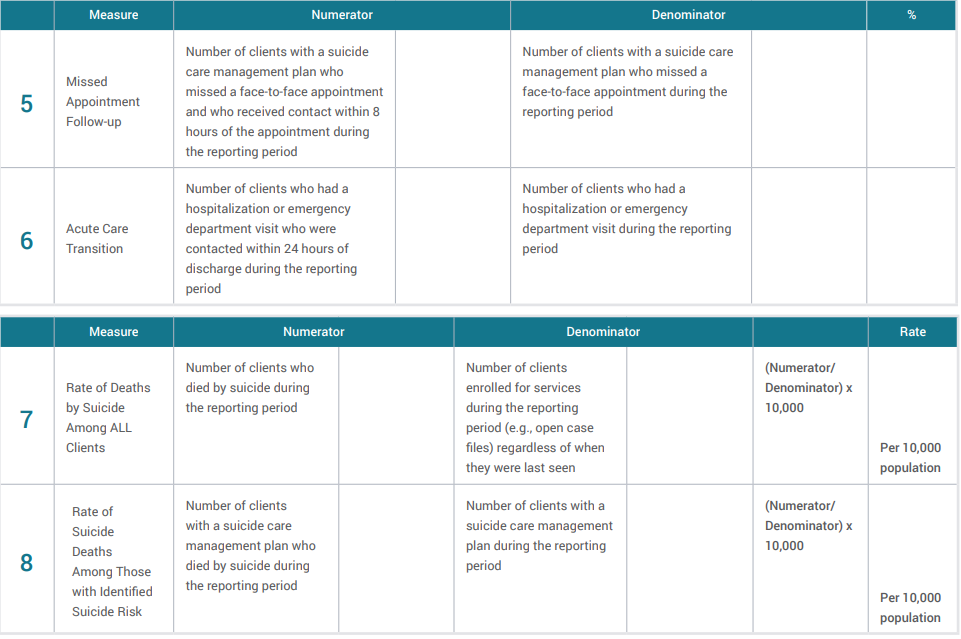 Measure Numerator Denominator %
5
Missed
Appointment
Follow-up
Number of clients with a suicide
care management plan who
missed a face-to-face appointment
and who received contact within 8
hours of the appointment during
the reporting period
Number of clients with a suicide care
management plan who missed a
face-to-face appointment during the
reporting period
6
Acute Care
Transition
Number of clients who had a
hospitalization or emergency
department visit who were
contacted within 24 hours of
discharge during the reporting
period
Number of clients who had a
hospitalization or emergency
department visit during the reporting
period
Measure Numerator Denominator Rate
7
Rate of Deaths
by Suicide
Among ALL
Clients
Number of clients who
died by suicide during
the reporting period
Number of clients
enrolled for services
during the reporting
period (e.g., open case
files) regardless of when
they were last seen
(Numerator/
Denominator) x
10,000
Per 10,000
population
8
Rate of
Suicide
Deaths
Among Those
with Identified
Suicide Risk
Number of clients
with a suicide care
management plan who
died by suicide during
the reporting period
Number of clients with a
suicide care management
plan during the reporting
period
(Numerator/
Denominator) x
10,000
Per 10,000
population